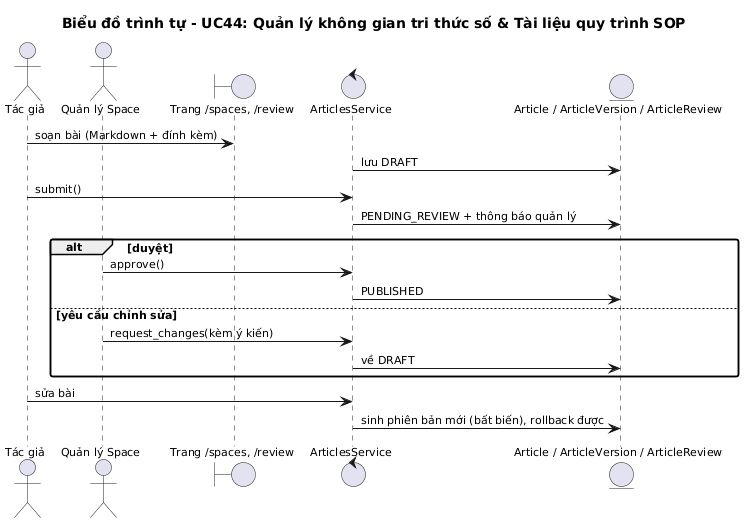 Biểu đồ trình tự - UC44: Quản lý không gian tri thức số & Tài liệu quy trình SOP
Tác giả Quản lý Space Trang /spaces, /review ArticlesService Article / ArticleVersion / ArticleReview
soạn bài (Markdown + đính kèm)
lưu DRAFT
submit()
PENDING_REVIEW + thông báo quản lý
alt [duyệt]
approve()
PUBLISHED
[yêu cầu chỉnh sửa]
request_changes(kèm ý kiến)
về DRAFT
sửa bài
sinh phiên bản mới (bất biến), rollback được
Tác giả Quản lý Space Trang /spaces, /review ArticlesService Article / ArticleVersion / ArticleReview